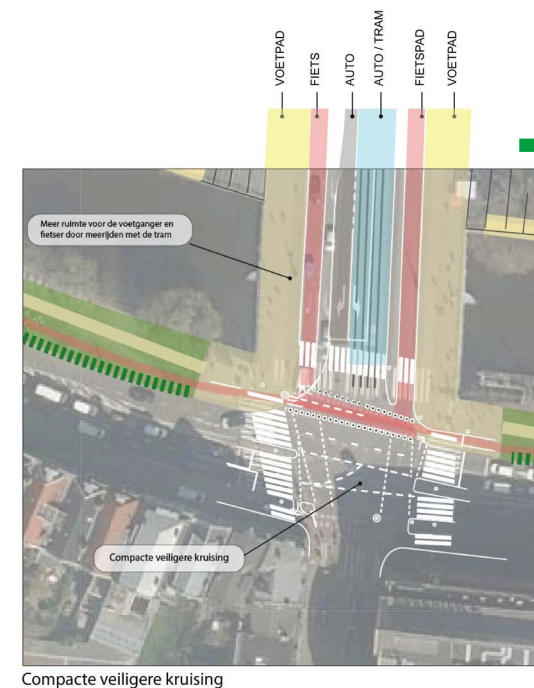 VOETPAD
FIETS
AUTO
AUTO / TRAM
FIETSPAD
VOETPAD
Meer ruimte voor de voetganger en
fietser door meerijden met de tram
Compacte veiligere kruising
Compacte veiligere kruising